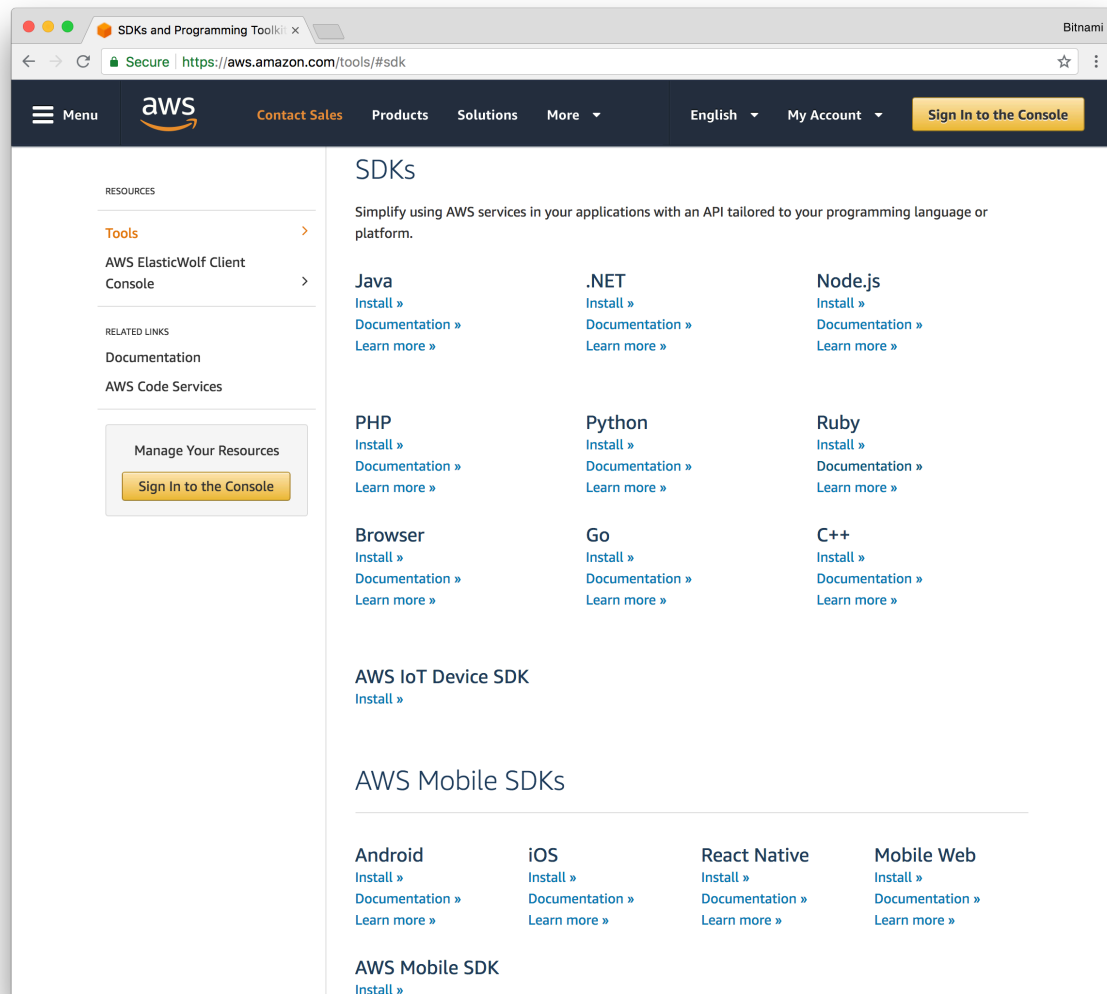 SDKs and Programming Toolki
Bitnami
Secure https://aws.amazon.com/tools/#sdk
Menu
aws
Contact Sales
Products
Solutions
More
English
My Account
Sign In to the Console
RESOURCES
Tools
AWS ElasticWolf Client
Console
RELATED LINKS
Documentation
AWS Code Services
Manage Your Resources
Sign In to the Console
SDKs
Simplify using AWS services in your applications with an API tailored to your programming language or
platform.
Java
Install »
Documentation »
Learn more »
.NET
Install »
Documentation »
Learn more »
Node.js
Install »
Documentation »
Learn more »
PHP
Install »
Documentation »
Learn more »
Python
Install »
Documentation »
Learn more »
Ruby
Install »
Documentation »
Learn more »
Browser
Install »
Documentation »
Learn more »
Go
Install »
Documentation »
Learn more »
C++
Install »
Documentation »
Learn more »
AWS IoT Device SDK
Install »
AWS Mobile SDKs
Android
Install »
Documentation »
Learn more »
iOS
Install »
Documentation »
Learn more »
React Native
Install »
Documentation »
Learn more »
Mobile Web
Install »
Documentation »
Learn more »
AWS Mobile SDK
Install »